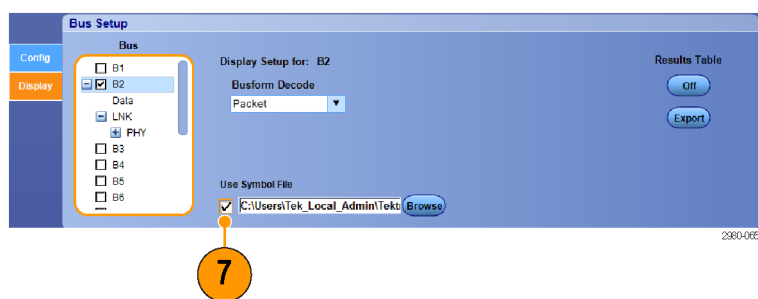 Bus Setup
Config
Display
Bus
B1
B2
Data
LNK
PHY
B3
B4
B5
B6
Display Setup for: B2
Busform Decode
Packet
Use Symbol File
C:\Users\Tek_Local_Admin\Tekt
Browse
Results Table
Off
Export
7
2980-065